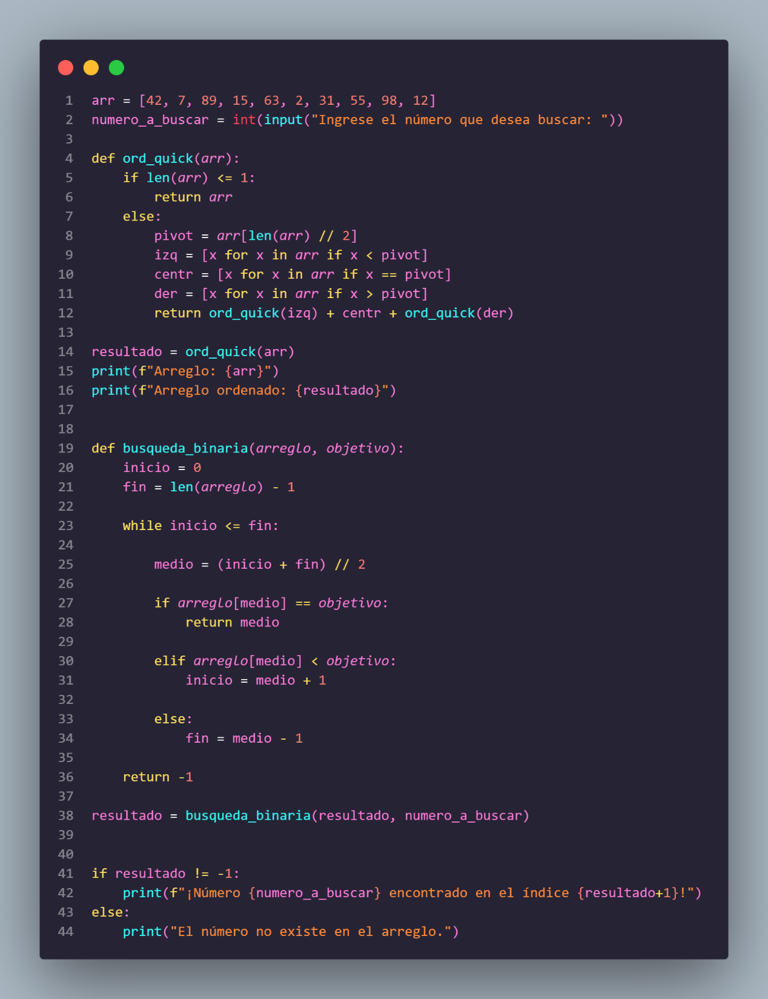 1 arr = [42, 7, 89, 15, 63, 2, 31, 55, 98, 12]
2 numero_a_buscar = int(input("Ingrese el número que desea buscar: "))
3
4 def ord_quick(arr):
5     if len(arr) <= 1:
6         return arr
7     else:
8         pivot = arr[len(arr) // 2]
9         izq = [x for x in arr if x < pivot]
10         centr = [x for x in arr if x == pivot]
11         der = [x for x in arr if x > pivot]
12         return ord_quick(izq) + centr + ord_quick(der)
13
14 resultado = ord_quick(arr)
15 print(f"Arreglo: {arr}")
16 print(f"Arreglo ordenado: {resultado}")
17
18
19 def busqueda_binaria(arreglo, objetivo):
20     inicio = 0
21     fin = len(arreglo) - 1
22
23     while inicio <= fin:
24
25         medio = (inicio + fin) // 2
26
27         if arreglo[medio] == objetivo:
28             return medio
29
30         elif arreglo[medio] < objetivo:
31             inicio = medio + 1
32
33         else:
34             fin = medio - 1
35
36     return -1
37
38 resultado = busqueda_binaria(resultado, numero_a_buscar)
39
40
41 if resultado != -1:
42     print(f"¡Número {numero_a_buscar} encontrado en el índice {resultado+1}!")
43 else:
44     print("El número no existe en el arreglo.")